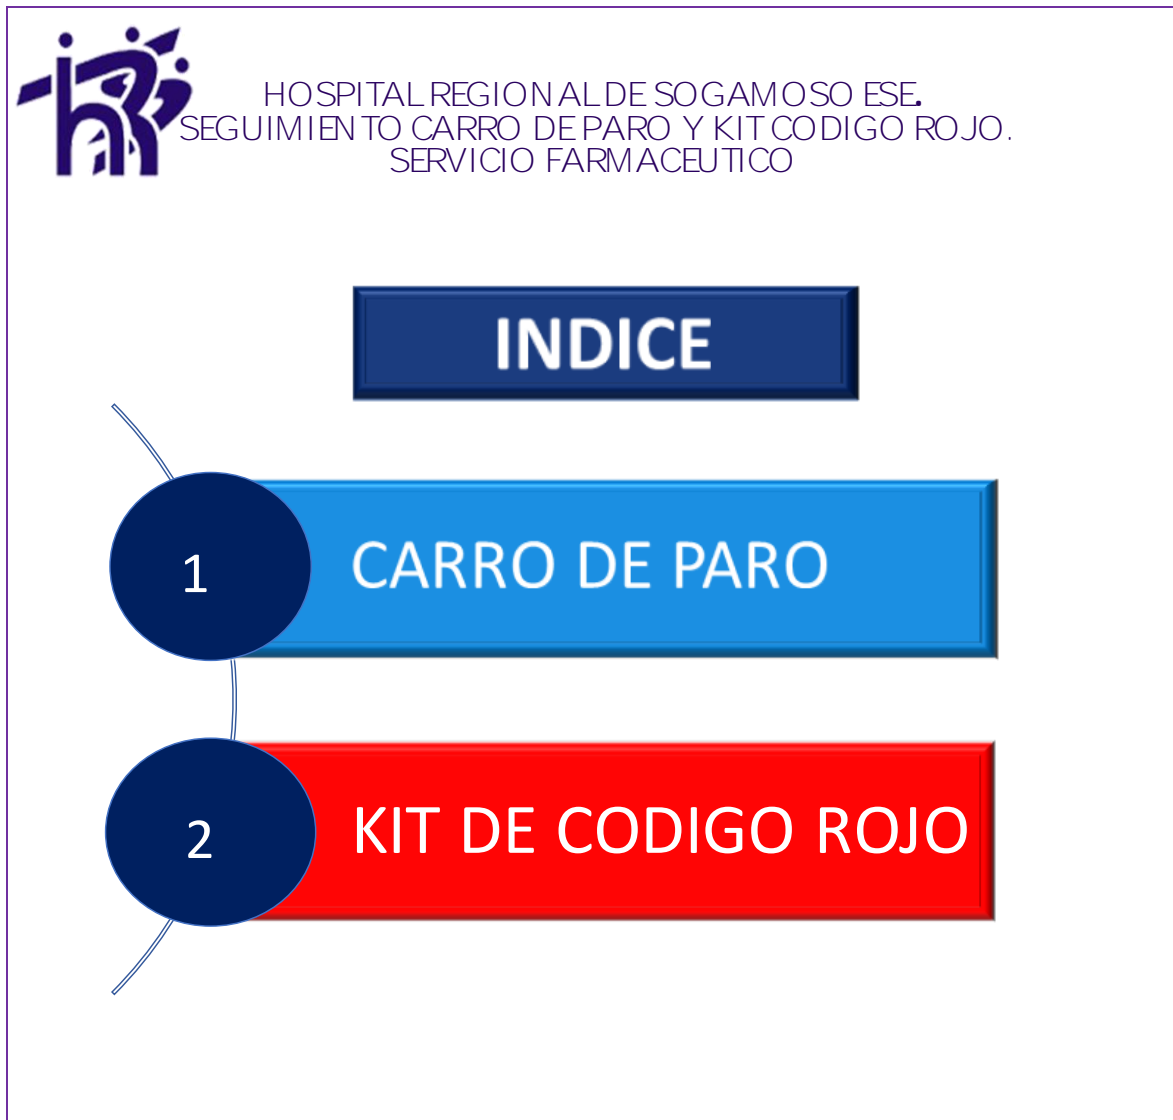 HOSPITAL REGIONAL DE SOGAMOSO ESE.
SEGUIMIENTO CARRO DE PARO Y KIT CODIGO ROJO.
SERVICIO FARMACEUTICO
INDICE
1 CARRO DE PARO
2 KIT DE CODIGO ROJO